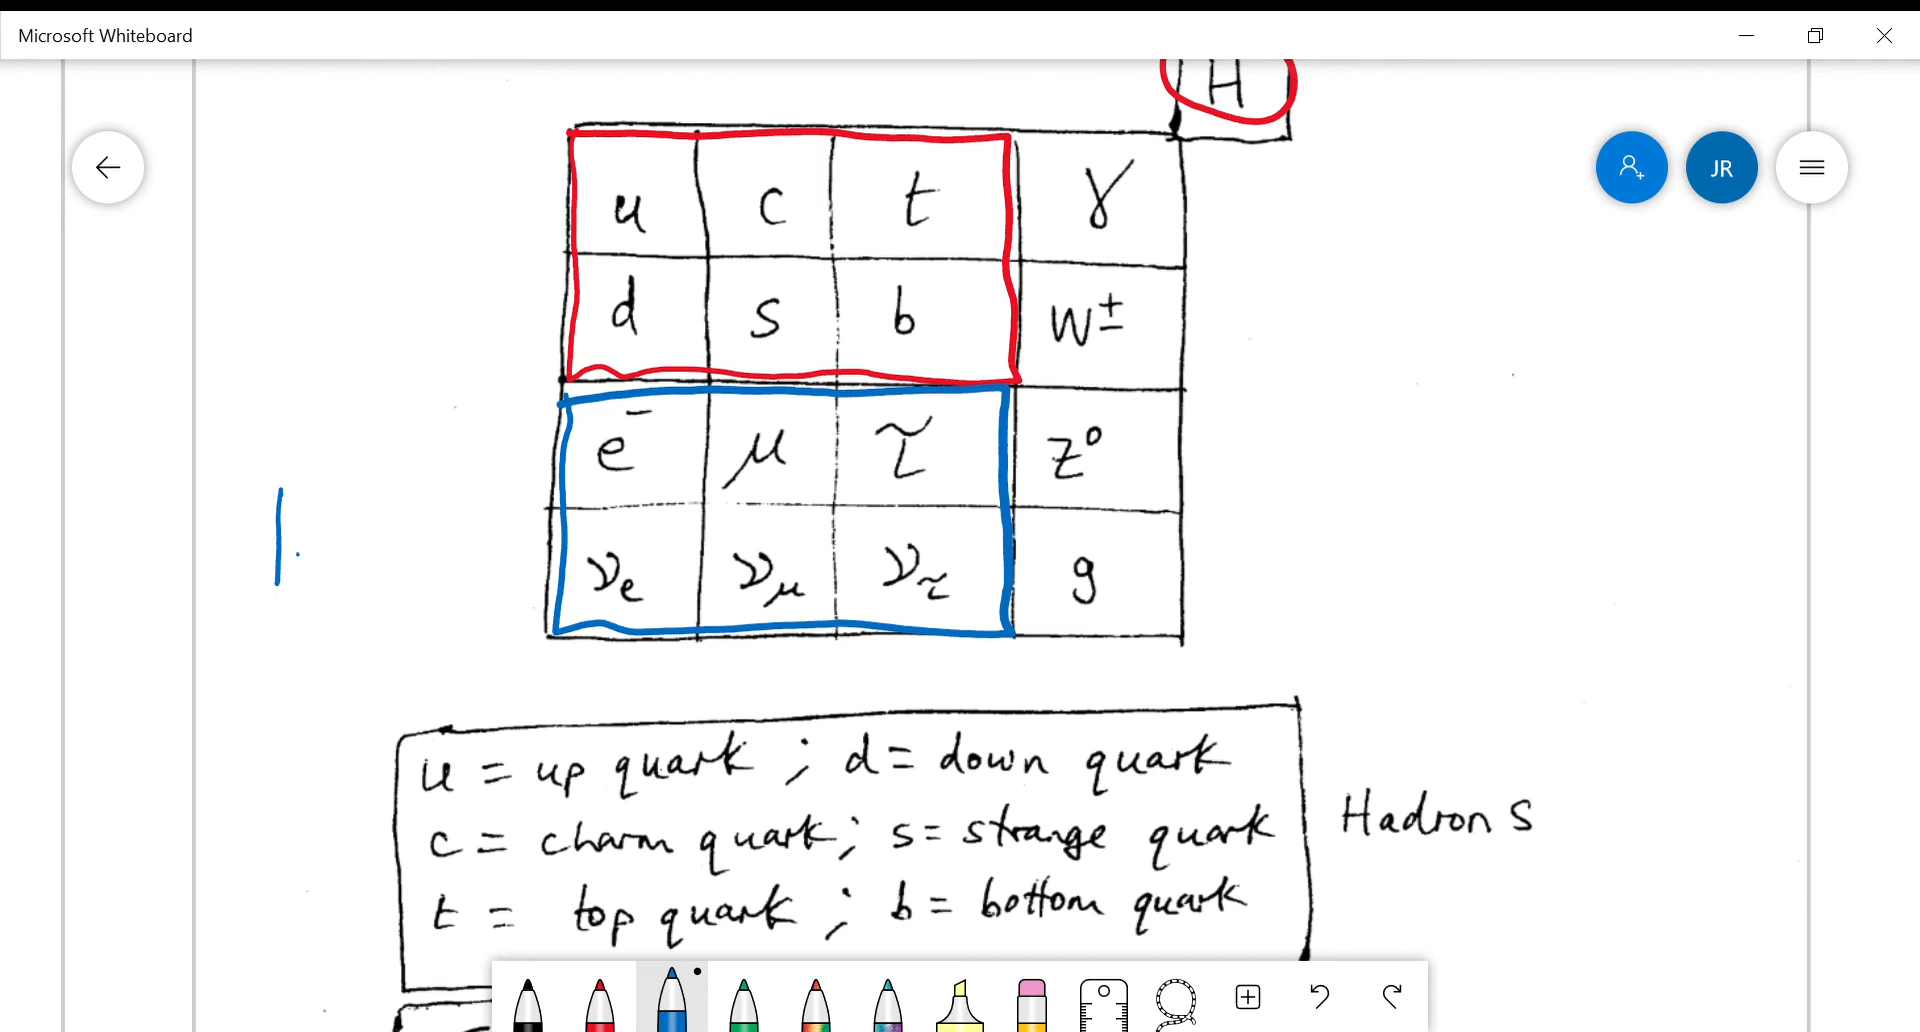 Microsoft Whiteboard
H
u c t γ
d s b W±
JR
e⁻ μ τ Z⁰
νe νμ ντ g
u = up quark ; d = down quark
c = charm quark ; s = strange quark
Hadrons
t = top quark ; b = bottom quark